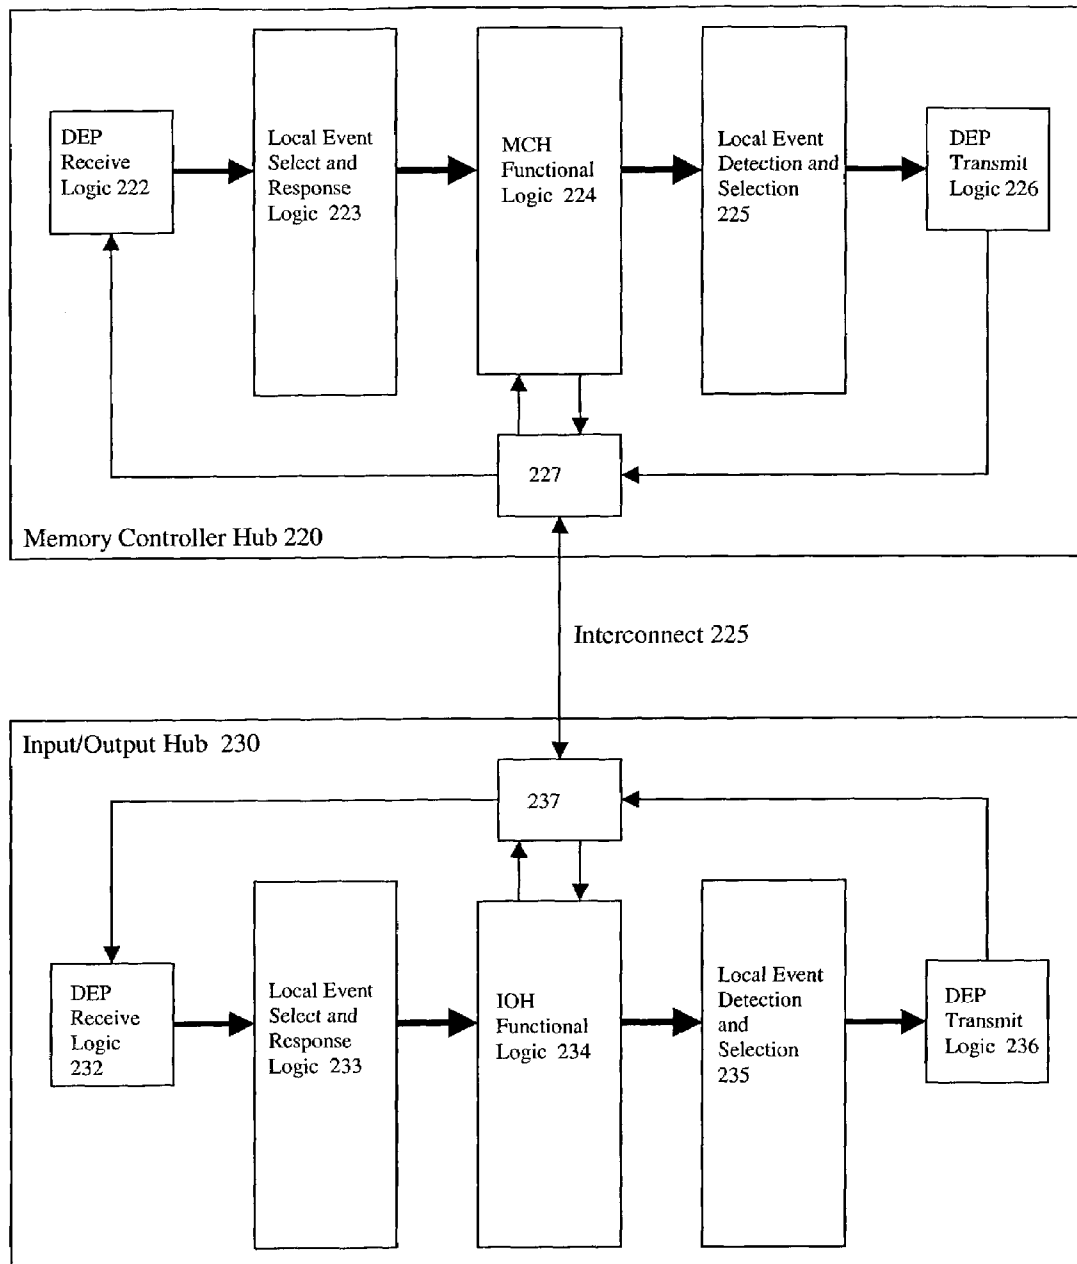 DEP
Receive
Logic 222
Local Event
Select and
Response
Logic 223
MCH
Functional
Logic 224
Local Event
Detection and
Selection
225
DEP
Transmit
Logic 226
227
Memory Controller Hub 220
Interconnect 225
Input/Output Hub 230
237
DEP
Receive
Logic
232
Local Event
Select and
Response
Logic 233
IOH
Functional
Logic 234
Local Event
Detection
and
Selection
235
DEP
Transmit
Logic 236